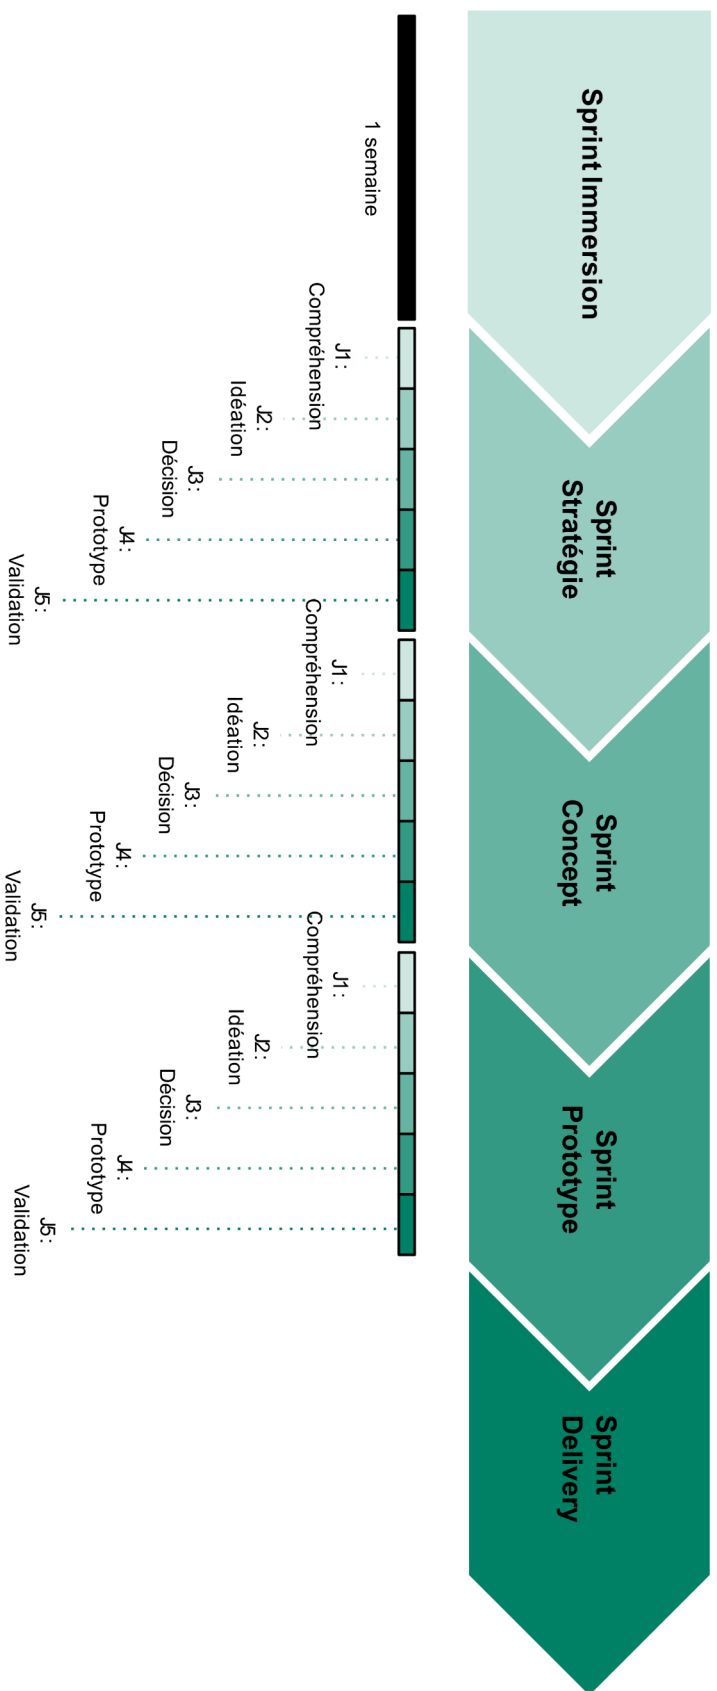 Sprint Immersion
Sprint
Stratégie
Sprint
Concept
Sprint
Prototype
Sprint
Delivery
1 semaine
J1:
Compréhension
J2:
Idéation
J3:
Décision
J4:
Prototype
J5:
Validation
J1:
Compréhension
J2:
Idéation
J3:
Décision
J4:
Prototype
J5:
Validation
J1:
Compréhension
J2:
Idéation
J3:
Décision
J4:
Prototype
J5:
Validation